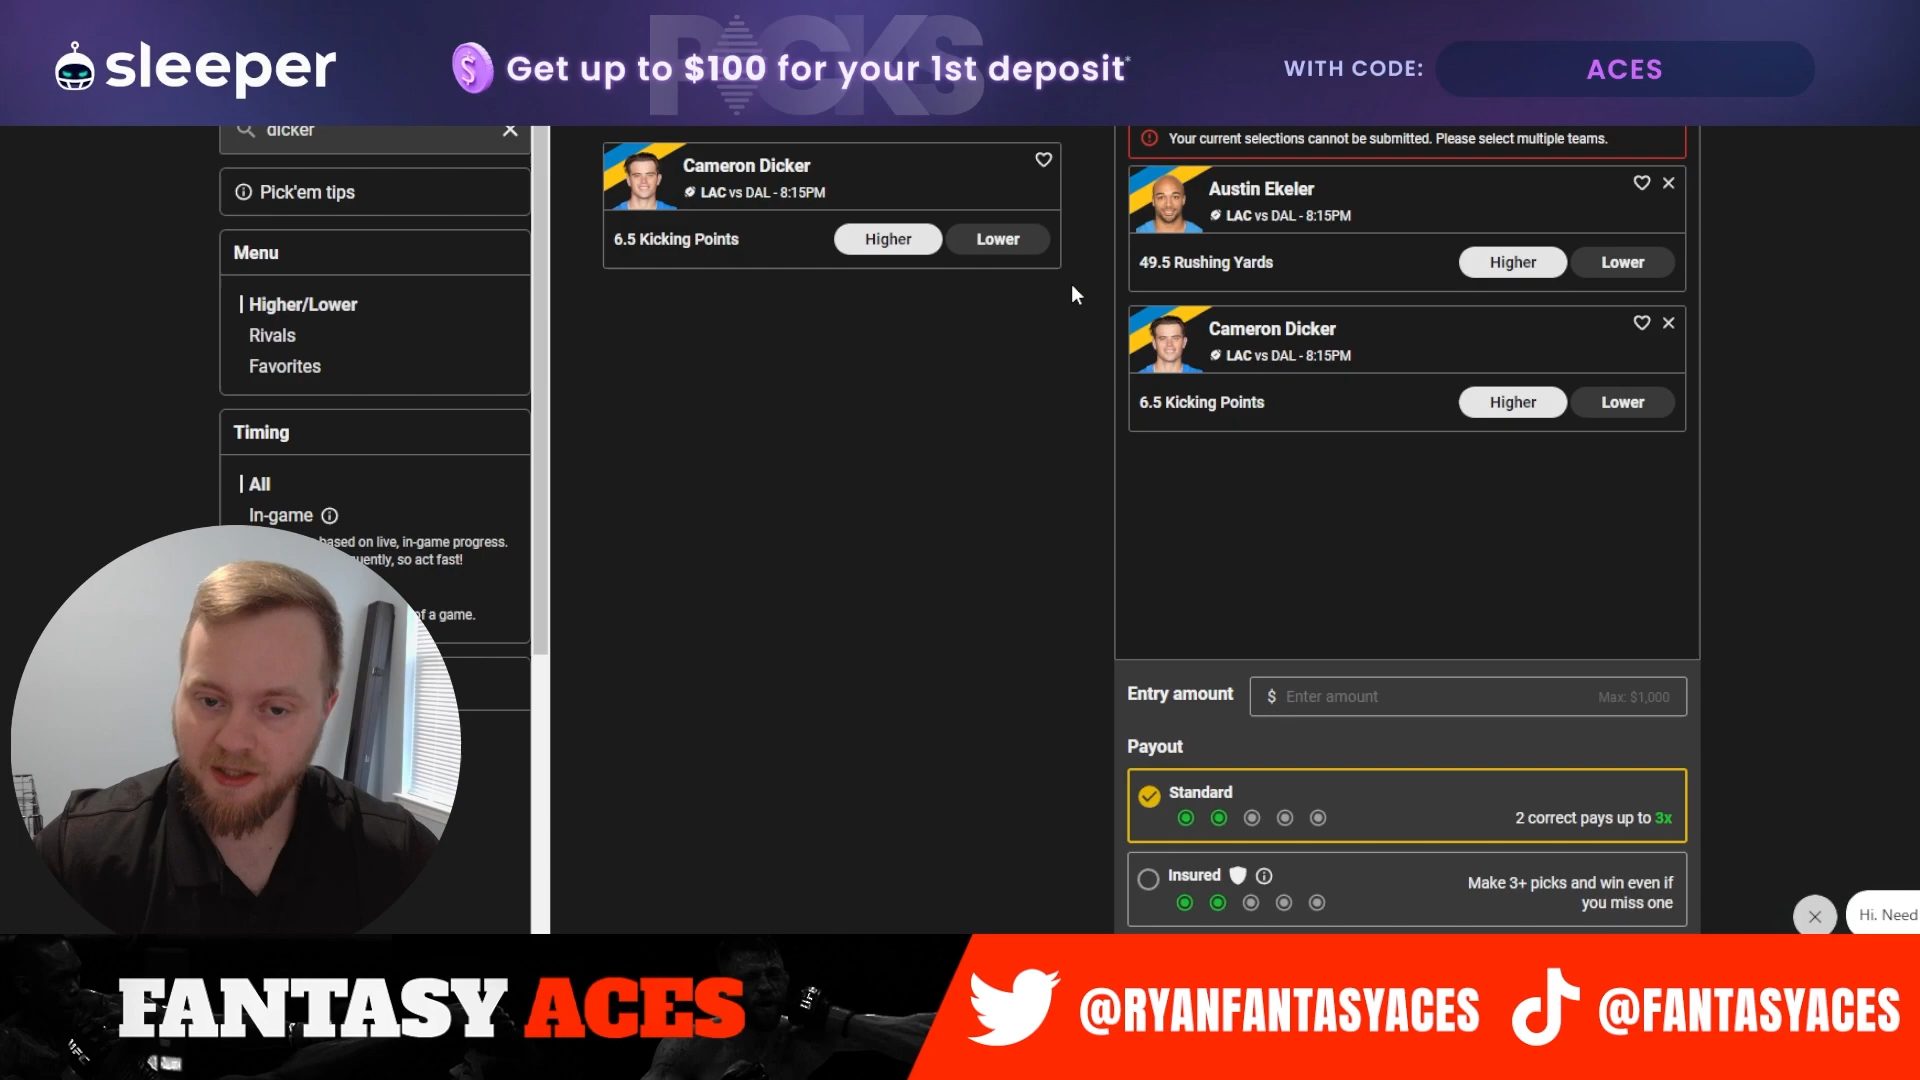 sleeper
PICKS
Get up to $100 for your 1st deposit*
WITH CODE:
ACES
dicker
Pick'em tips
Menu
Higher/Lower
Rivals
Favorites
Timing
All
In-game
based on live, in-game progress.
so act fast!
of a game.
Cameron Dicker
LAC vs DAL - 8:15PM
6.5 Kicking Points
Higher
Lower
Your current selections cannot be submitted. Please select multiple teams.
Austin Ekeler
LAC vs DAL - 8:15PM
49.5 Rushing Yards
Higher
Lower
Cameron Dicker
LAC vs DAL - 8:15PM
6.5 Kicking Points
Higher
Lower
Entry amount
$ Enter amount
Max: $1,000
Payout
Standard
2 correct pays up to 3x
Insured
Make 3+ picks and win even if
you miss one
Hi. Need
FANTASY ACES
@RYANFANTASYACES
@FANTASYACES